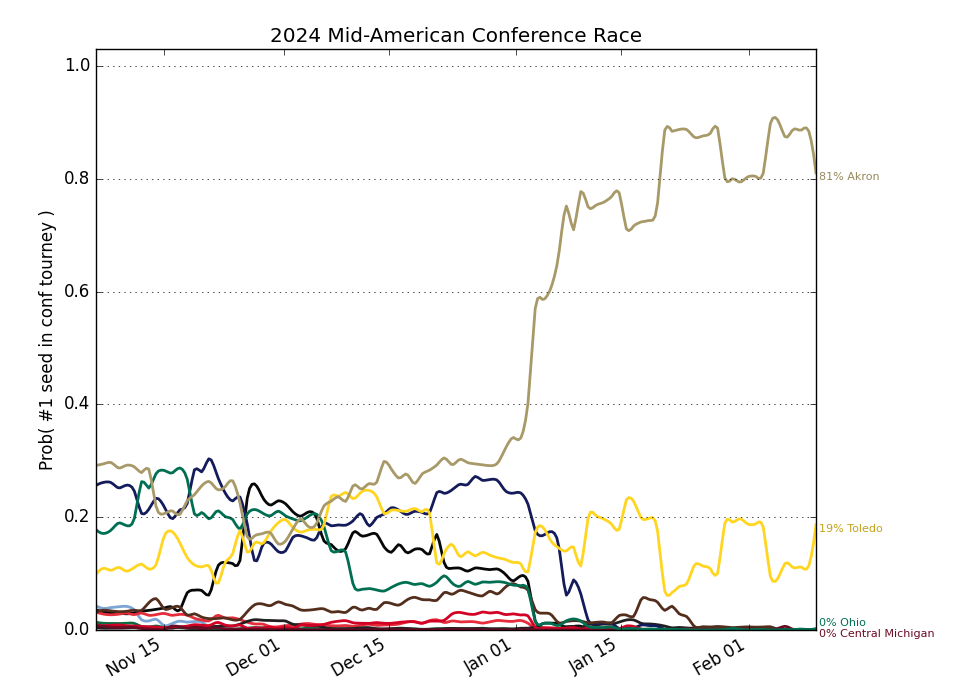 2024 Mid-American Conference Race
Prob( #1 seed in conf tourney )
1.0
0.8
0.6
0.4
0.2
0.0
81% Akron
19% Toledo
0% Ohio
0% Central Michigan
Nov 15
Dec 01
Dec 15
Jan 01
Jan 15
Feb 01